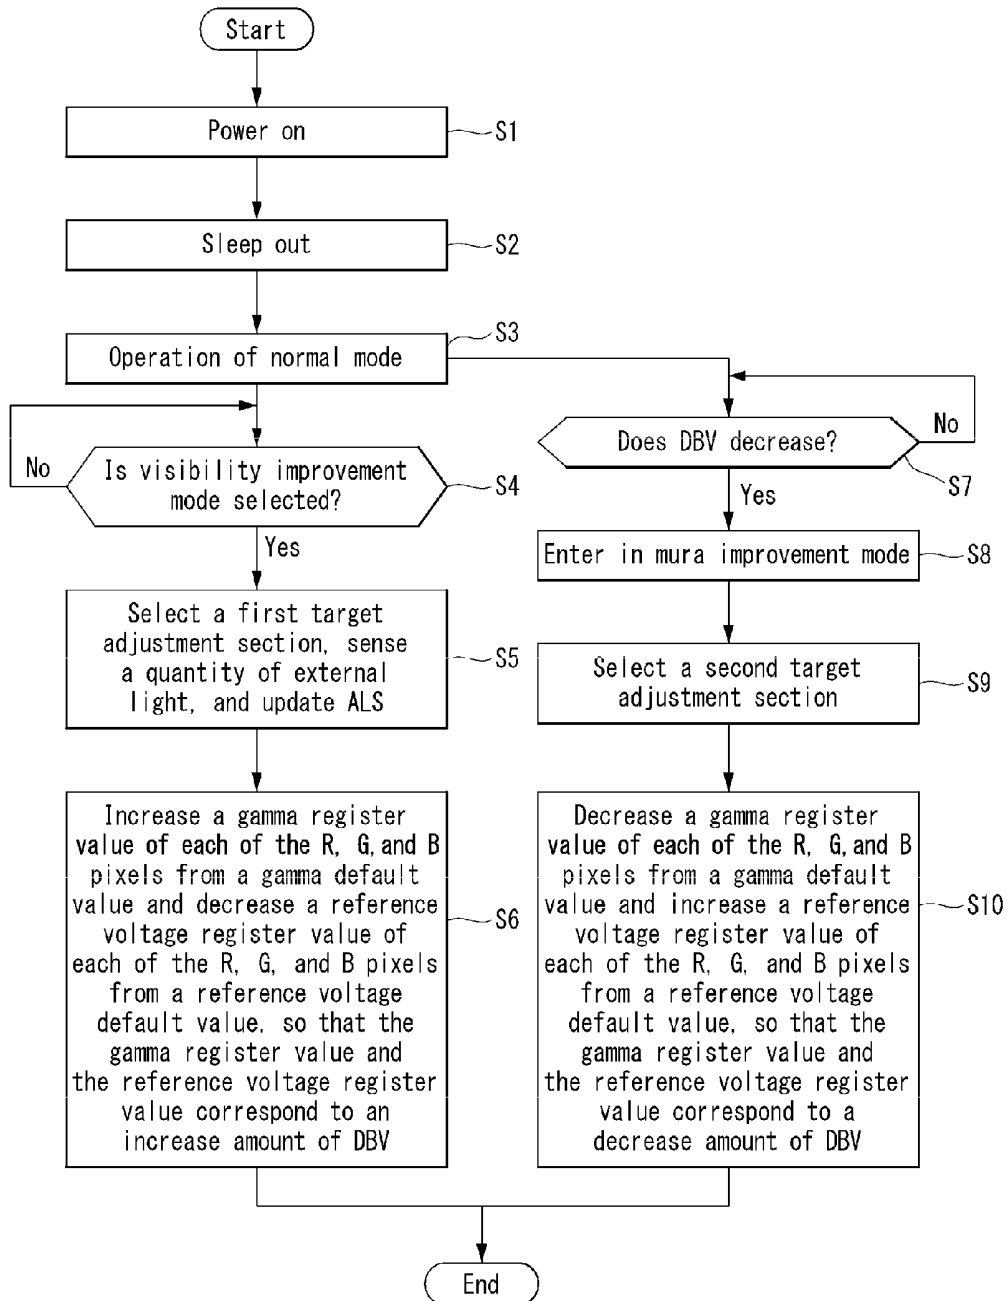 Start
Power on
S1
Sleep out
S2
Operation of normal mode
S3
Is visibility improvement
mode selected?
S4
No
Yes
Select a first target
adjustment section, sense
a quantity of external
light, and update ALS
S5
Increase a gamma register
value of each of the R, G, and B
pixels from a gamma default
value and decrease a reference
voltage register value of
each of the R, G, and B pixels
from a reference voltage
default value, so that the
gamma register value and
the reference voltage register
value correspond to an
increase amount of DBV
S6
Does DBV decrease?
No
S7
Yes
Enter in mura improvement mode
S8
Select a second target
adjustment section
S9
Decrease a gamma register
value of each of the R, G, and B
pixels from a gamma default
value and increase a reference
voltage register value of
each of the R, G, and B pixels
from a reference voltage
default value, so that the
gamma register value and
the reference voltage register
value correspond to a
decrease amount of DBV
S10
End